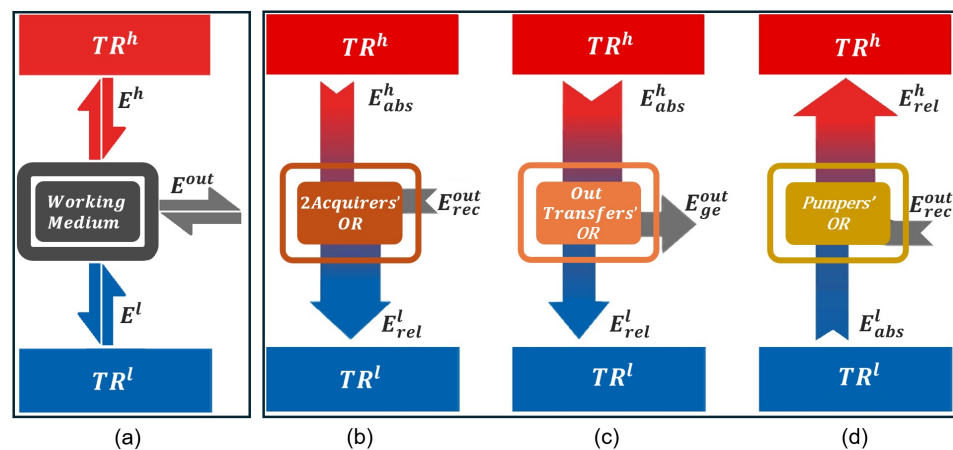 TR^h
E^h
Working
Medium
E^out
E^l
TR^l
(a)
TR^h
E^h_abs
2Acquirers'
OR
E^out_rec
E^l_rel
TR^l
(b)
TR^h
E^h_abs
Out
Transfers'
OR
E^out_ge
E^l_rel
TR^l
(c)
TR^h
E^h_rel
Pumpers'
OR
E^out_rec
E^l_abs
TR^l
(d)